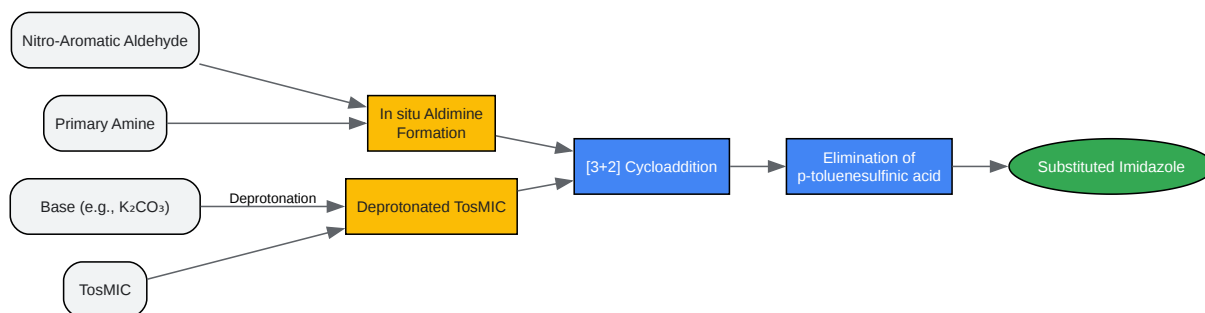 Nitro-Aromatic Aldehyde
Primary Amine
In situ Aldimine
Formation
Base (e.g., K₂CO₃)
Deprotonation
Deprotonated TosMIC
TosMIC
[3+2] Cycloaddition
Elimination of
p-toluenesulfinic acid
Substituted Imidazole